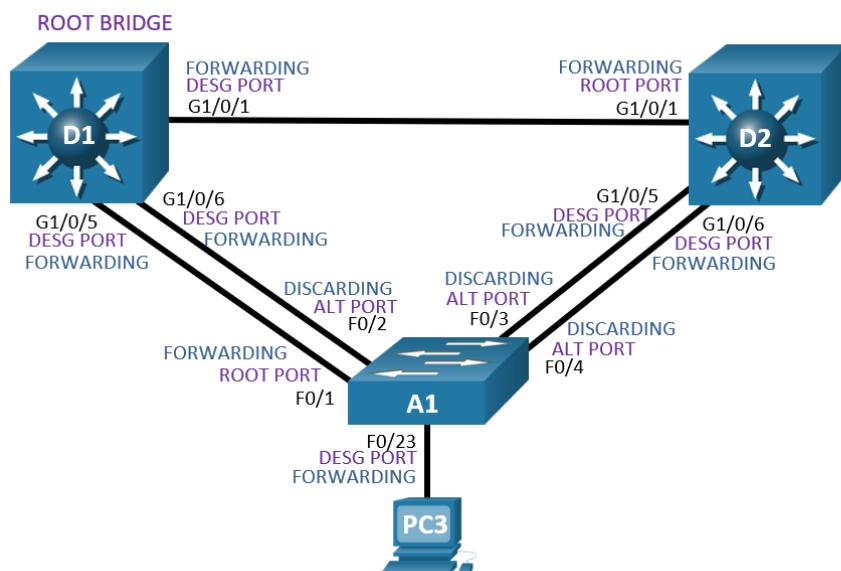 ROOT BRIDGE
D1
FORWARDING
DESG PORT
G1/0/1
FORWARDING
ROOT PORT
G1/0/1
D2
G1/0/5
DESG PORT
FORWARDING
G1/0/6
DESG PORT
FORWARDING
G1/0/5
DESG PORT
FORWARDING
G1/0/6
DESG PORT
FORWARDING
DISCARDING
ALT PORT
F0/2
DISCARDING
ALT PORT
F0/3
FORWARDING
ROOT PORT
F0/1
DISCARDING
ALT PORT
F0/4
A1
F0/23
DESG PORT
FORWARDING
PC3